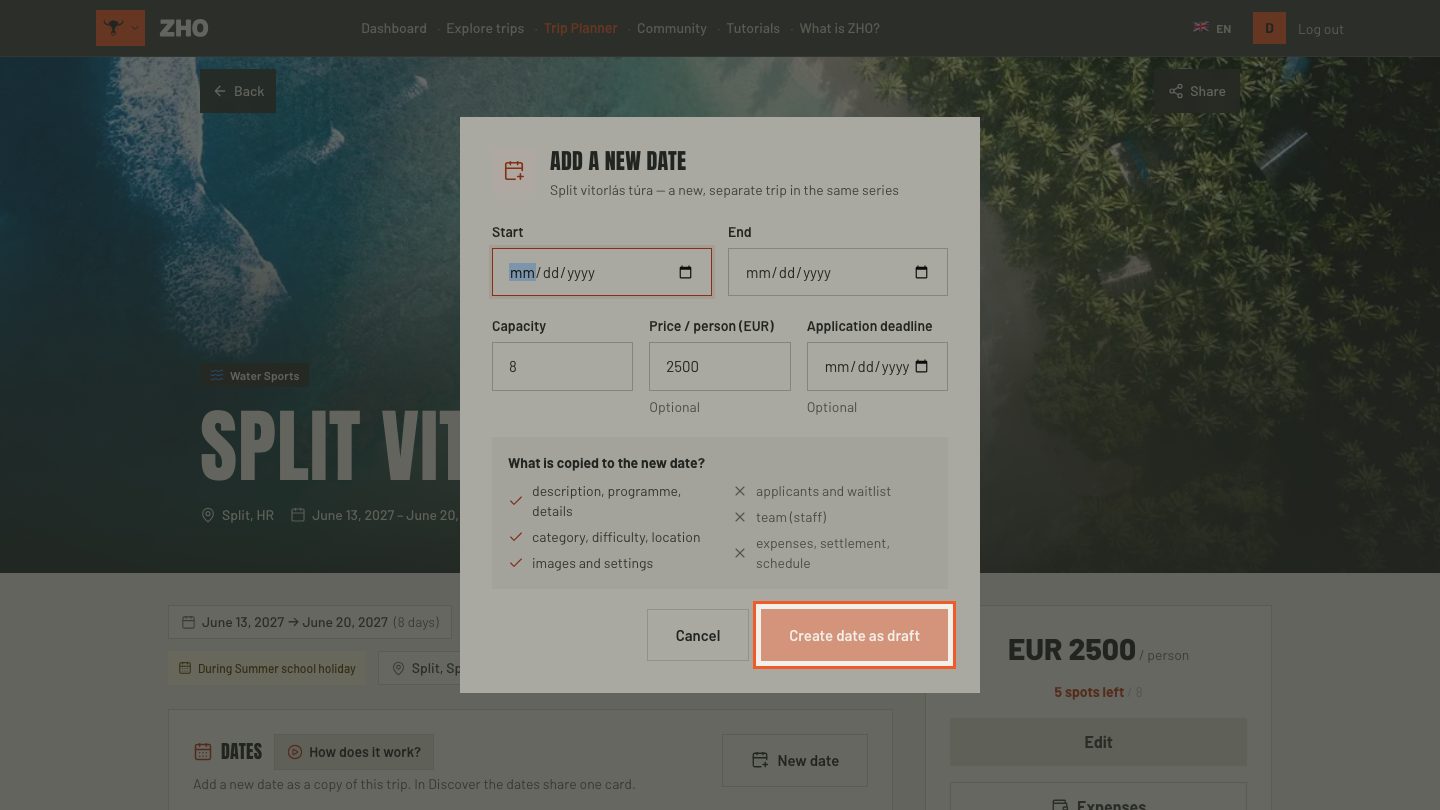 ZHO
Dashboard · Explore trips · Trip Planner · Community · Tutorials · What is ZHO?
EN
D
Log out
Back
Share
ADD A NEW DATE
Split vitorlás túra — a new, separate trip in the same series
Start
End
mm/dd/yyyy
mm/dd/yyyy
Capacity
Price / person (EUR)
Application deadline
8
2500
mm/dd/yyyy
Optional
Optional
Water Sports
SPLIT VIT
Split, HR
June 13, 2027 – June 20,
What is copied to the new date?
description, programme,
details
category, difficulty, location
images and settings
applicants and waitlist
team (staff)
expenses, settlement,
schedule
Cancel
Create date as draft
June 13, 2027 → June 20, 2027 (8 days)
During Summer school holiday
Split, Sp
EUR 2500 / person
5 spots left / 8
Edit
Expenses
DATES
How does it work?
New date
Add a new date as a copy of this trip. In Discover the dates share one card.